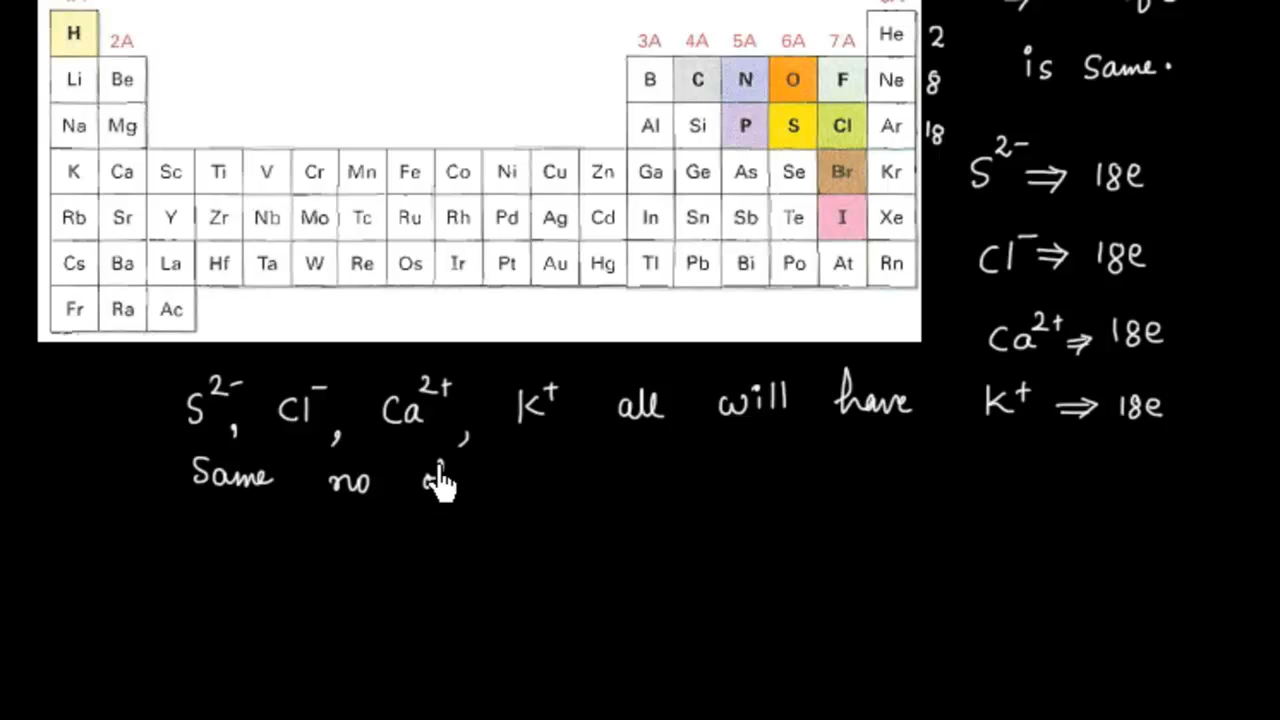 H He 2
2A 3A 4A 5A 6A 7A
Li Be B C N O F Ne 8
is same.
Na Mg Al Si P S Cl Ar 18
K Ca Sc Ti V Cr Mn Fe Co Ni Cu Zn Ga Ge As Se Br Kr
Rb Sr Y Zr Nb Mo Tc Ru Rh Pd Ag Cd In Sn Sb Te I Xe
Cs Ba La Hf Ta W Re Os Ir Pt Au Hg Tl Pb Bi Po At Rn
Fr Ra Ac
S²⁻ ⇒ 18e
Cl⁻ ⇒ 18e
Ca²⁺ ⇒ 18e
K⁺ ⇒ 18e
S²⁻, Cl⁻, Ca²⁺, K⁺ all will have
Same no